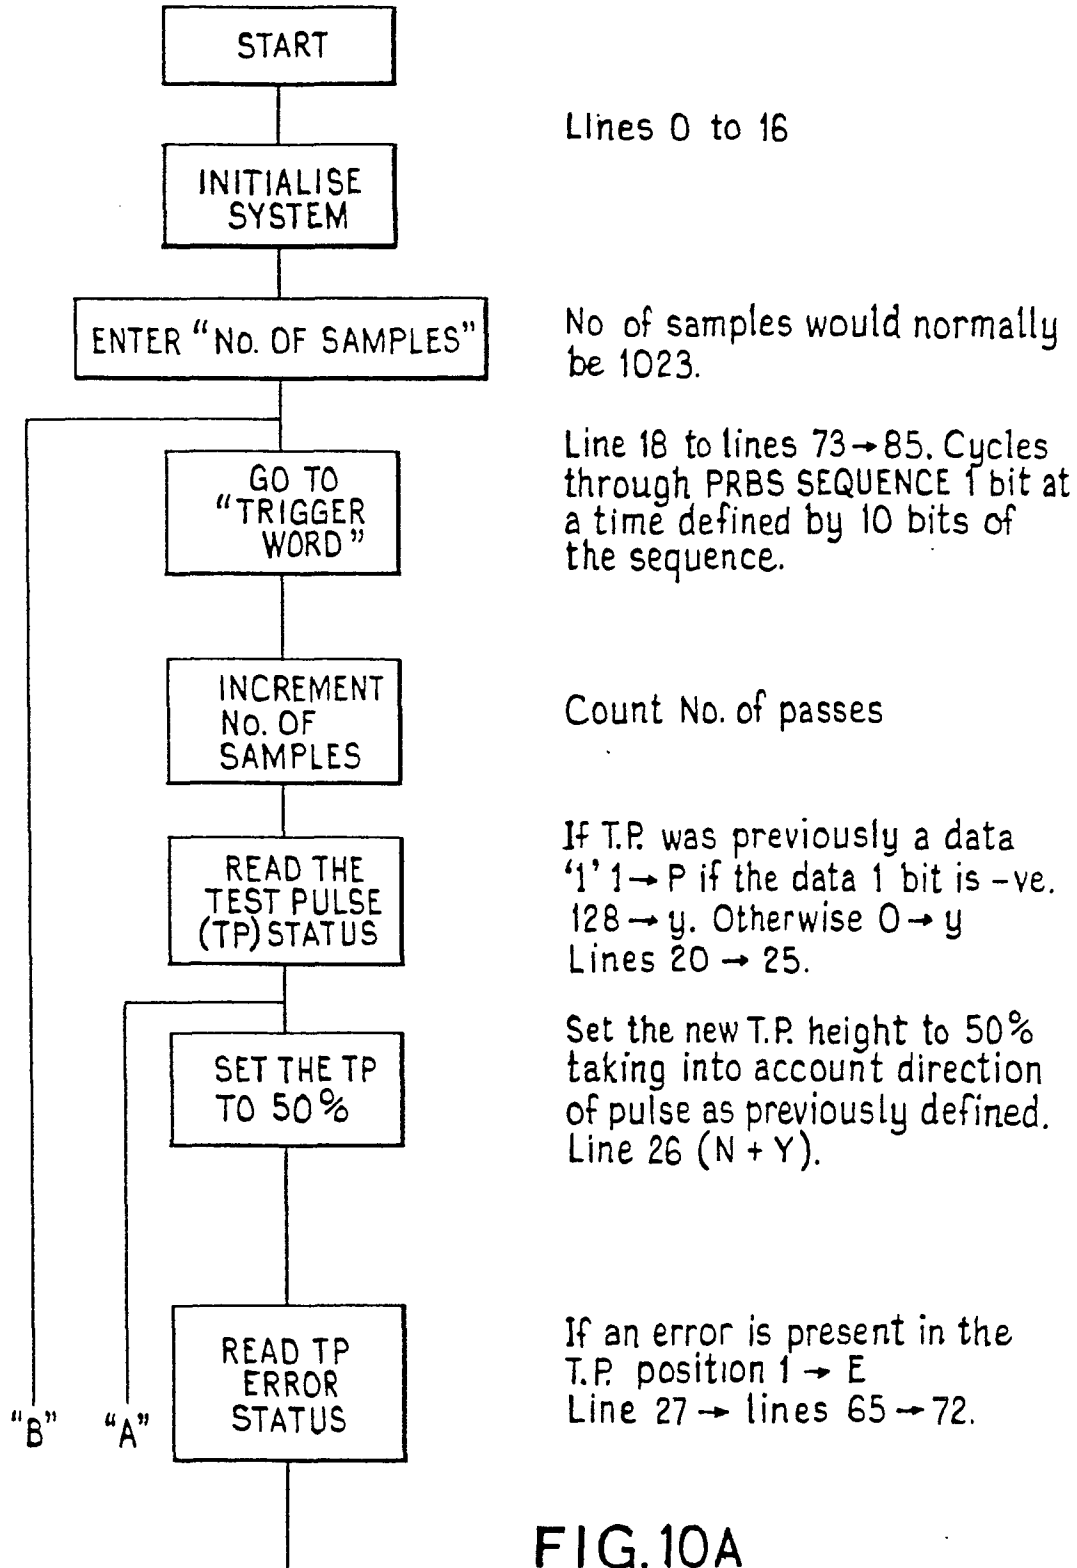 START
Lines 0 to 16
INITIALISE
SYSTEM
ENTER “No. OF SAMPLES”
No of samples would normally
be 1023.
GO TO
“TRIGGER
WORD”
Line 18 to lines 73→85. Cycles
through PRBS SEQUENCE 1 bit at
a time defined by 10 bits of
the sequence.
INCREMENT
No. OF
SAMPLES
Count No. of passes
READ THE
TEST PULSE
(TP) STATUS
If T.P. was previously a data
‘1’ 1→ P if the data 1 bit is -ve.
128→ y. Otherwise 0→ y
Lines 20 → 25.
SET THE TP
TO 50%
Set the new T.P. height to 50%
taking into account direction
of pulse as previously defined.
Line 26 (N + Y).
READ TP
ERROR
STATUS
If an error is present in the
T.P. position 1 → E
Line 27 → lines 65→72.
“B” “A”
FIG. 10A